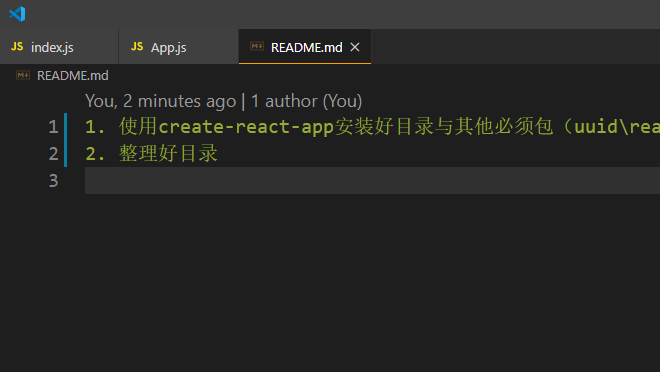 JS index.js JS App.js README.md
README.md
You, 2 minutes ago | 1 author (You)
1 1. 使用create-react-app安装好目录与其他必须包（uuid\rea
2 2. 整理好目录
3